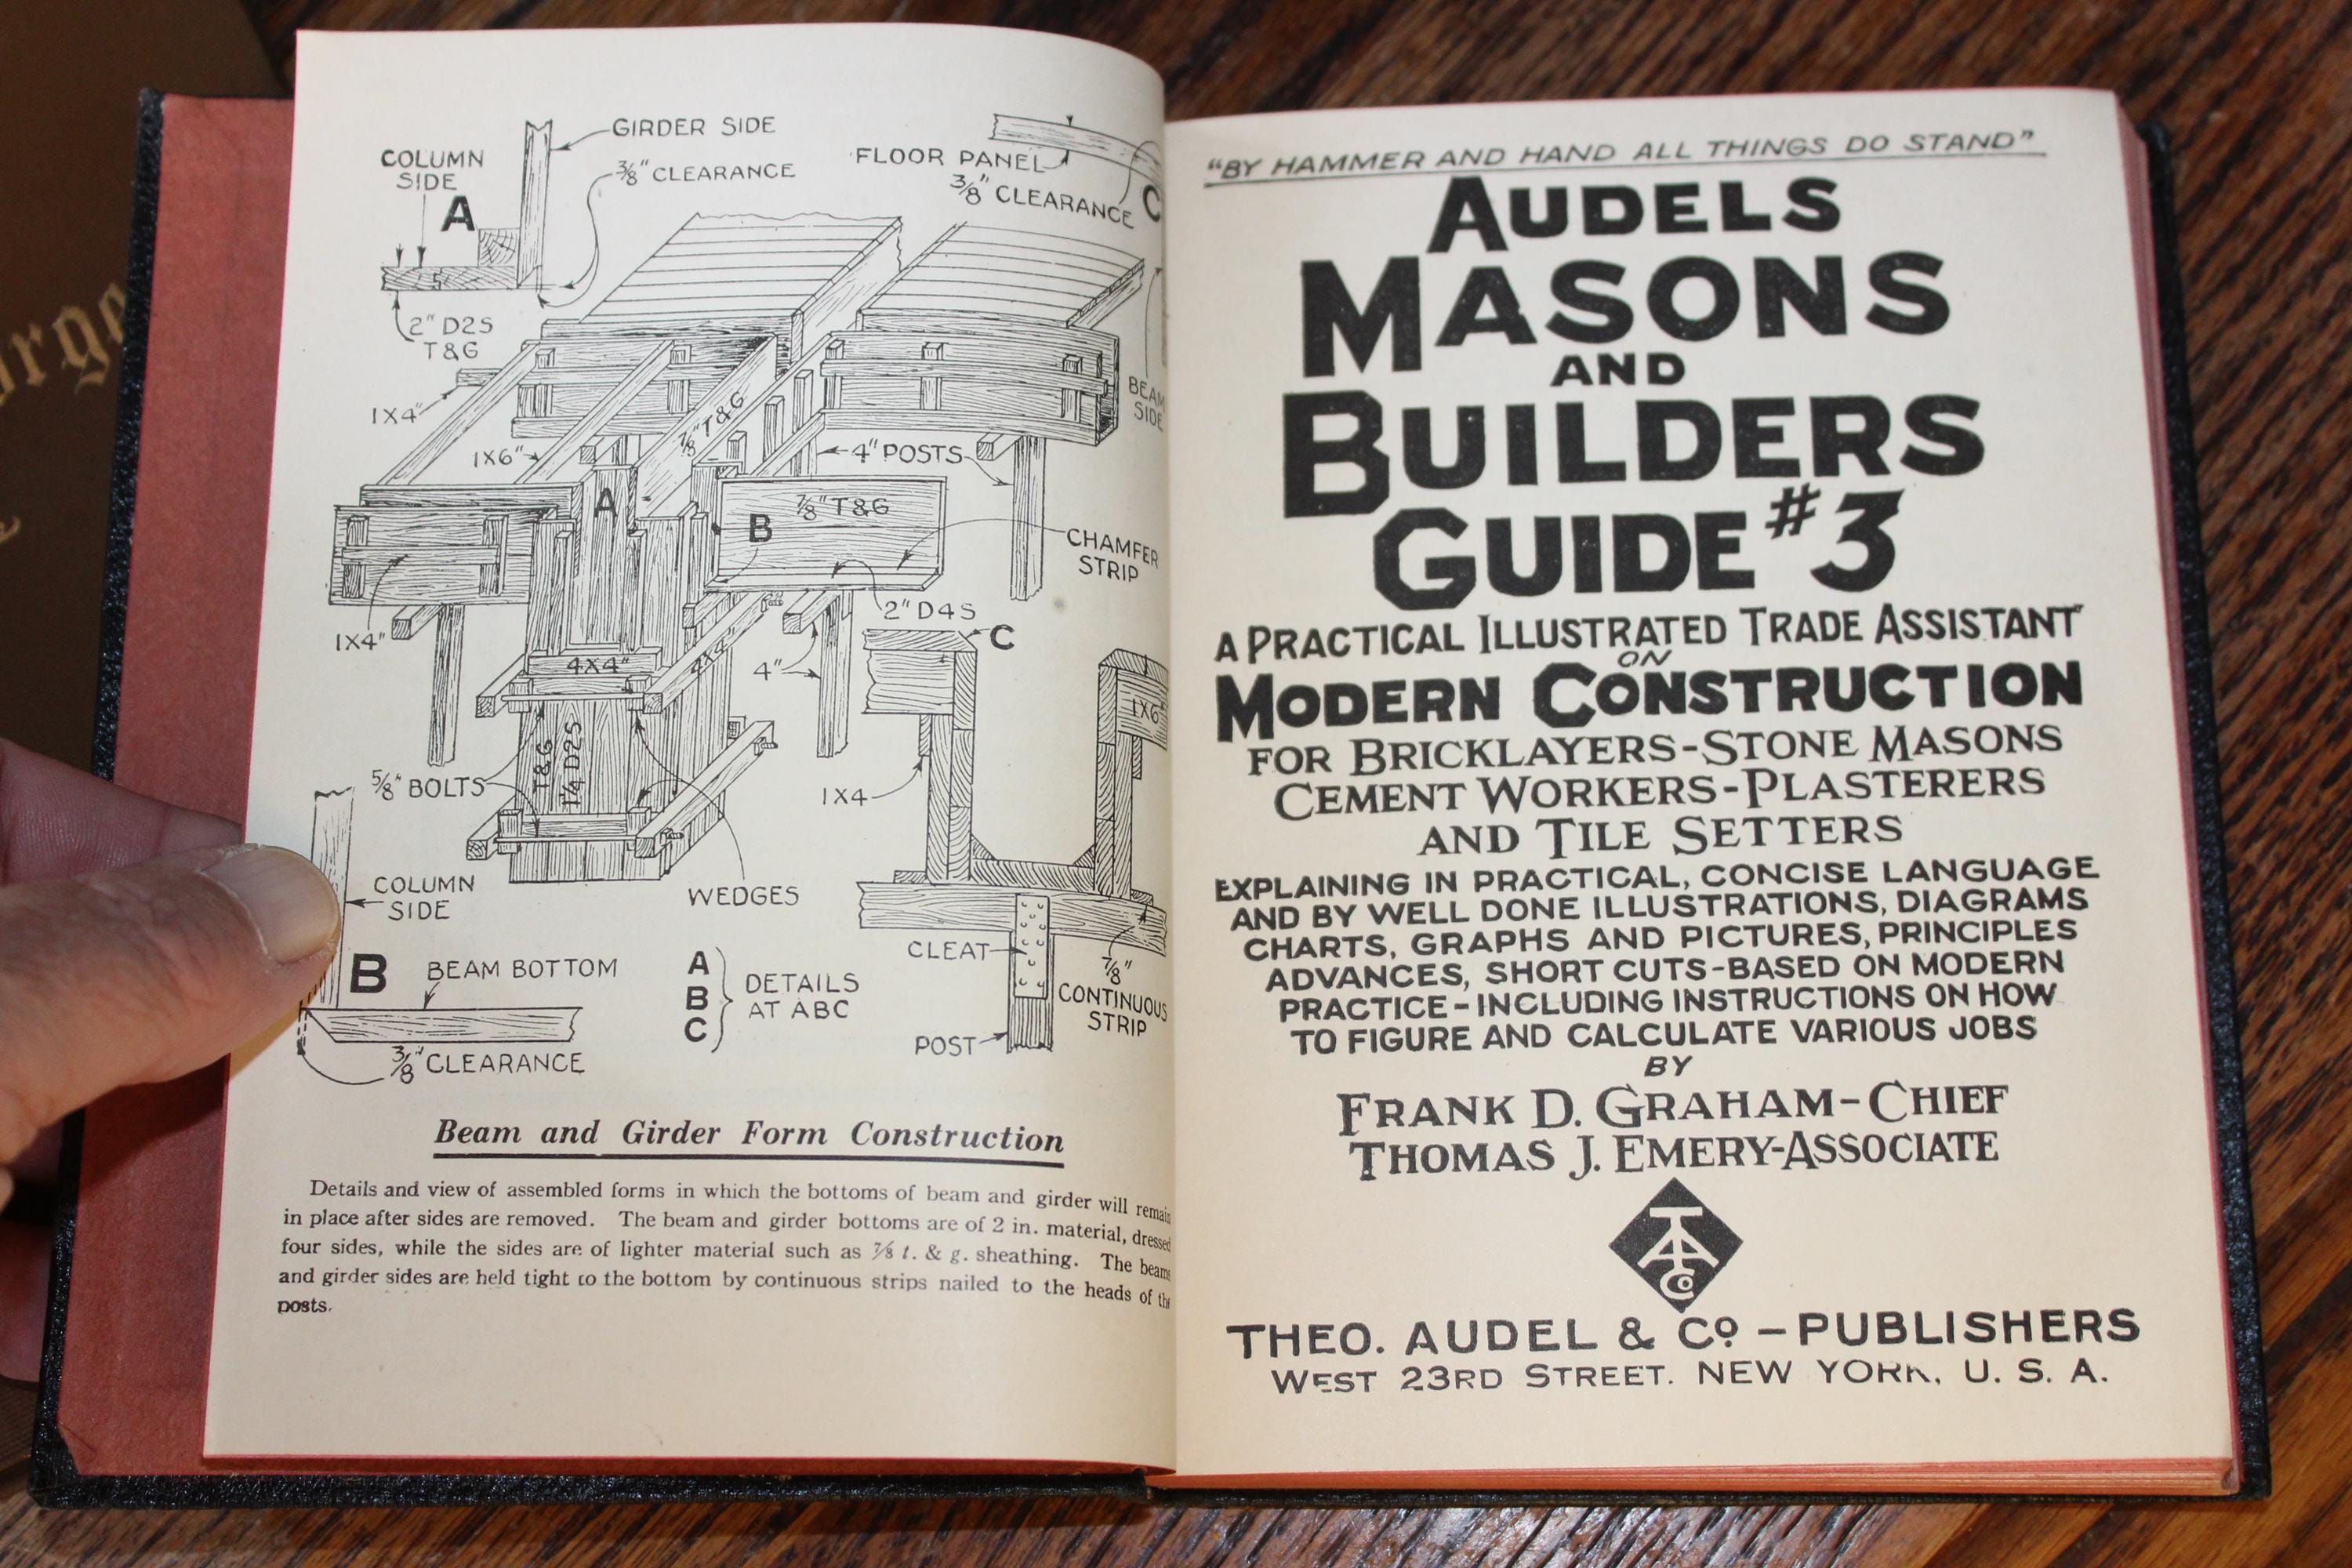 GIRDER SIDE
COLUMN
SIDE
A
3/8" CLEARANCE
FLOOR PANEL
3/8" CLEARANCE
C
2" D2S
T&G
1X4"
1X6"
7/8" T&G
BEAM
SIDE
4" POSTS
A
B
7/8" T&G
CHAMFER
STRIP
1X4"
2" D4S
C
4X4"
4X4"
4"
1X6"
T&G
1 1/4 D2S
5/8" BOLTS
1X4
WEDGES
COLUMN
SIDE
B
BEAM BOTTOM
3/8" CLEARANCE
A
B
C
DETAILS
AT ABC
CLEAT
7/8"
CONTINUOUS
STRIP
POST
Beam and Girder Form Construction
Details and view of assembled forms in which the bottoms of beam and girder will remain
in place after sides are removed. The beam and girder bottoms are of 2 in. material, dressed
four sides, while the sides are of lighter material such as 7/8 t. & g. sheathing. The beam
and girder sides are held tight to the bottom by continuous strips nailed to the heads of the
posts.
"BY HAMMER AND HAND ALL THINGS DO STAND"
AUDELS
MASONS
AND
BUILDERS
GUIDE #3
A PRACTICAL ILLUSTRATED TRADE ASSISTANT
ON
MODERN CONSTRUCTION
FOR BRICKLAYERS-STONE MASONS
CEMENT WORKERS-PLASTERERS
AND TILE SETTERS
EXPLAINING IN PRACTICAL, CONCISE LANGUAGE
AND BY WELL DONE ILLUSTRATIONS, DIAGRAMS
CHARTS, GRAPHS AND PICTURES, PRINCIPLES
ADVANCES, SHORT CUTS-BASED ON MODERN
PRACTICE-INCLUDING INSTRUCTIONS ON HOW
TO FIGURE AND CALCULATE VARIOUS JOBS
BY
FRANK D. GRAHAM-CHIEF
THOMAS J. EMERY-ASSOCIATE
TA Co
THEO. AUDEL & Co - PUBLISHERS
WEST 23RD STREET. NEW YORK, U. S. A.